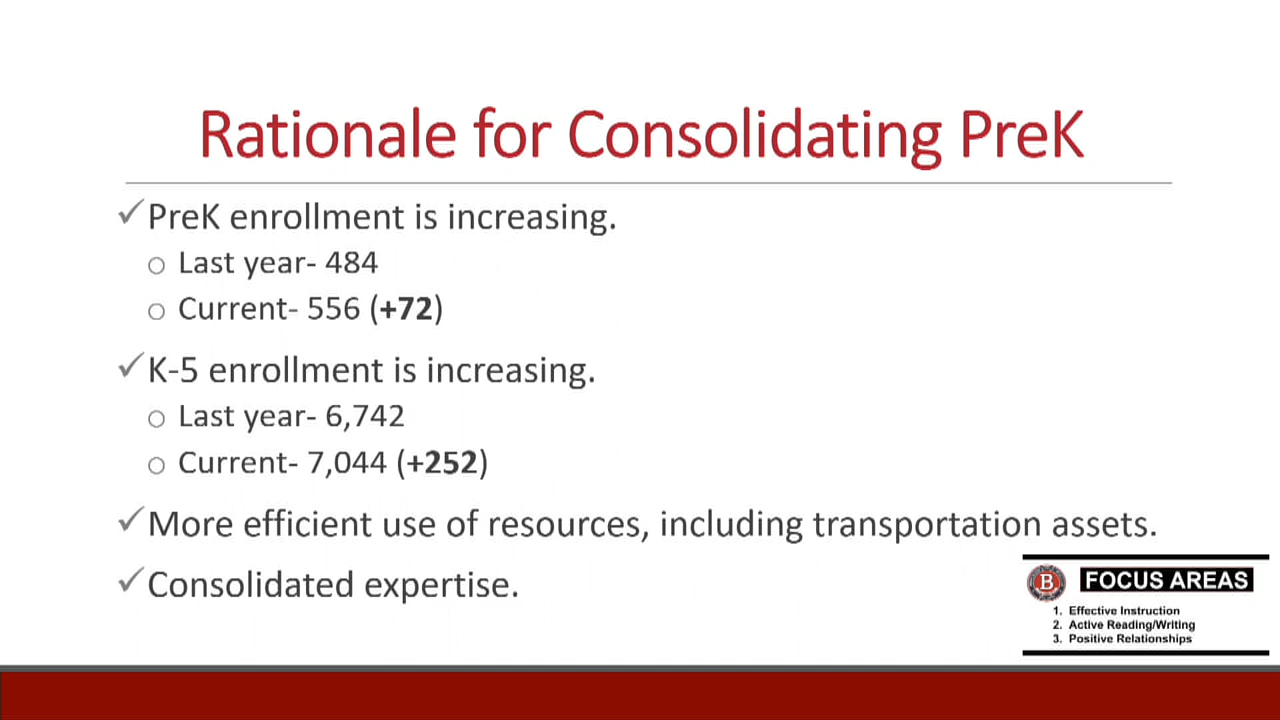 Rationale for Consolidating PreK
✓PreK enrollment is increasing.
o Last year- 484
o Current- 556 (+72)
✓K-5 enrollment is increasing.
o Last year- 6,742
o Current- 7,044 (+252)
✓More efficient use of resources, including transportation assets.
✓Consolidated expertise.
B
FOCUS AREAS
1. Effective Instruction
2. Active Reading/Writing
3. Positive Relationships